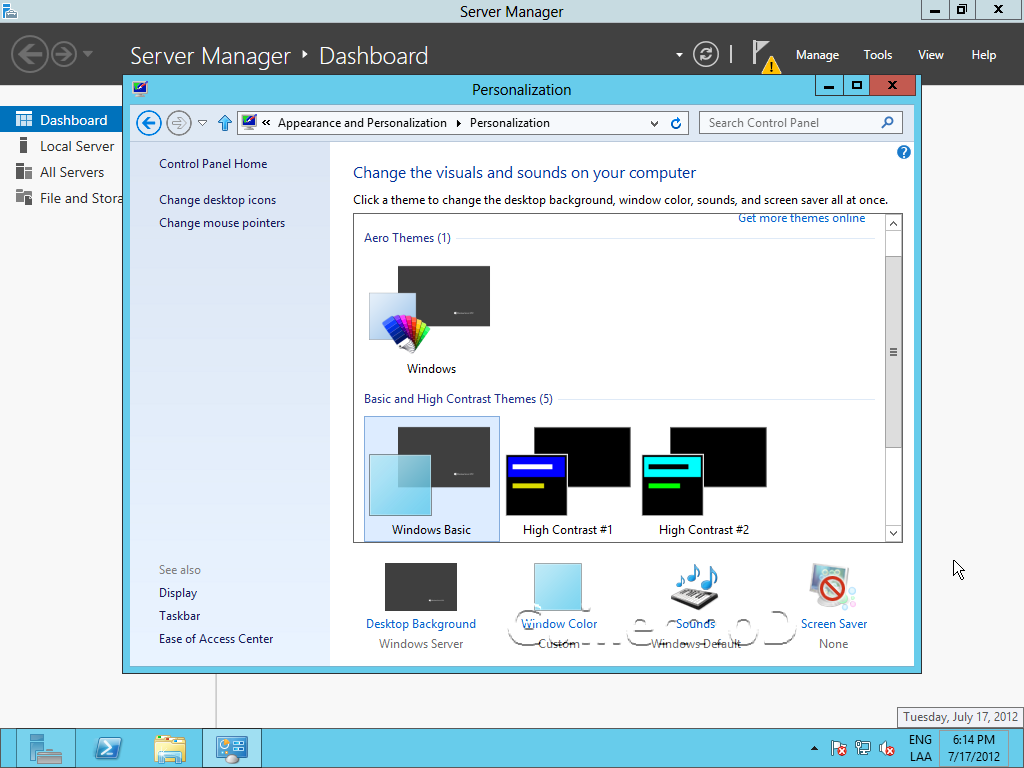 Server Manager
Server Manager ‣ Dashboard
Manage Tools View Help
Personalization
Dashboard
Local Server
All Servers
File and Stora
« Appearance and Personalization ‣ Personalization
Search Control Panel
Control Panel Home
Change desktop icons
Change mouse pointers
See also
Display
Taskbar
Ease of Access Center
Change the visuals and sounds on your computer
Click a theme to change the desktop background, window color, sounds, and screen saver all at once.
Get more themes online
Aero Themes (1)
Windows
Basic and High Contrast Themes (5)
Windows Basic High Contrast #1 High Contrast #2
Desktop Background Window Color Sounds Screen Saver
Windows Server Custom Windows Default None
Tuesday, July 17, 2012
ENG 6:14 PM
LAA 7/17/2012